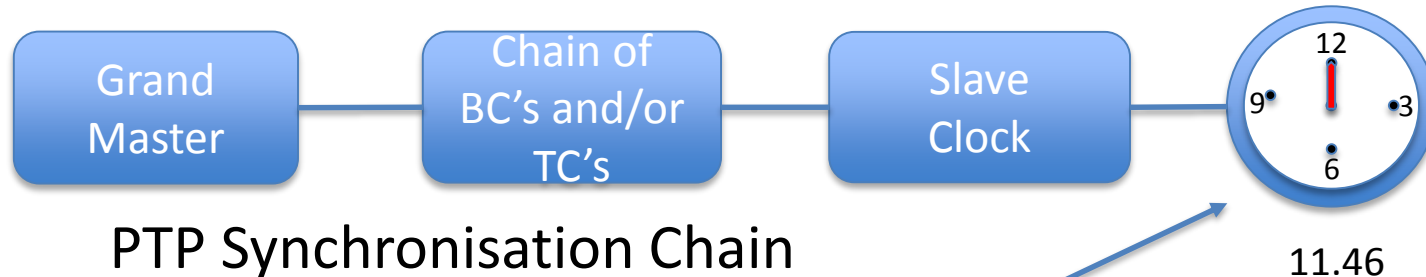 Grand
Master
Chain of
BC's and/or
TC's
Slave
Clock
12
9
3
6
PTP Synchronisation Chain
11.46